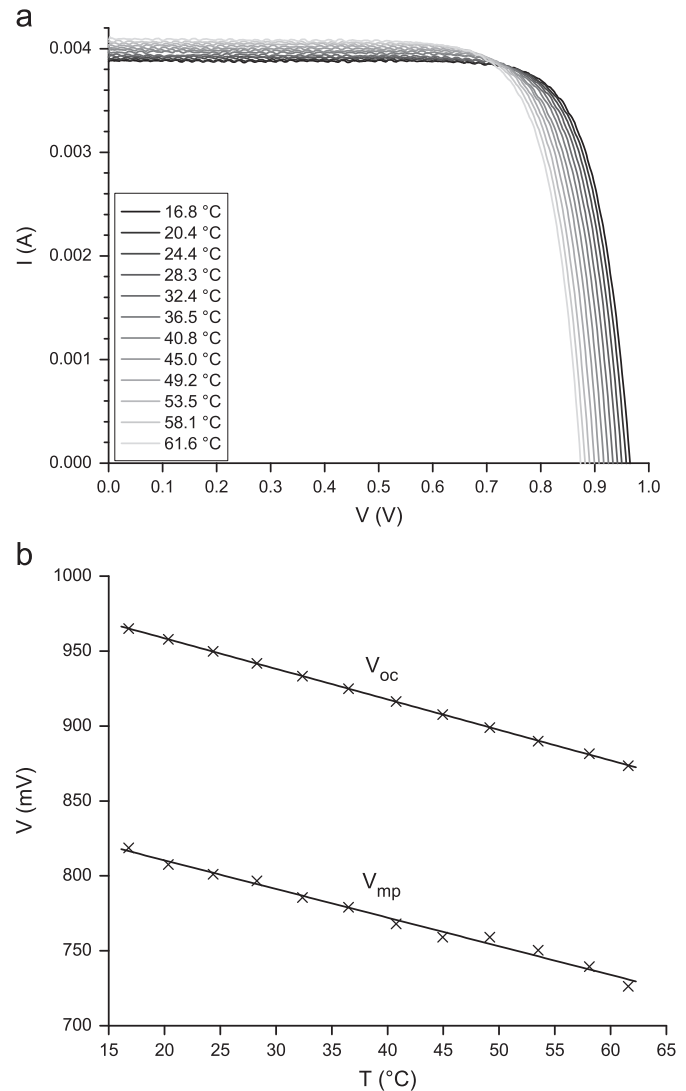 a
0.004
0.003
0.002
0.001
0.000
I (A)
16.8 °C
20.4 °C
24.4 °C
28.3 °C
32.4 °C
36.5 °C
40.8 °C
45.0 °C
49.2 °C
53.5 °C
58.1 °C
61.6 °C
0.0 0.1 0.2 0.3 0.4 0.5 0.6 0.7 0.8 0.9 1.0
V (V)
b
1000
950
900
850
800
750
700
V (mV)
Voc
Vmp
15 20 25 30 35 40 45 50 55 60 65
T (°C)